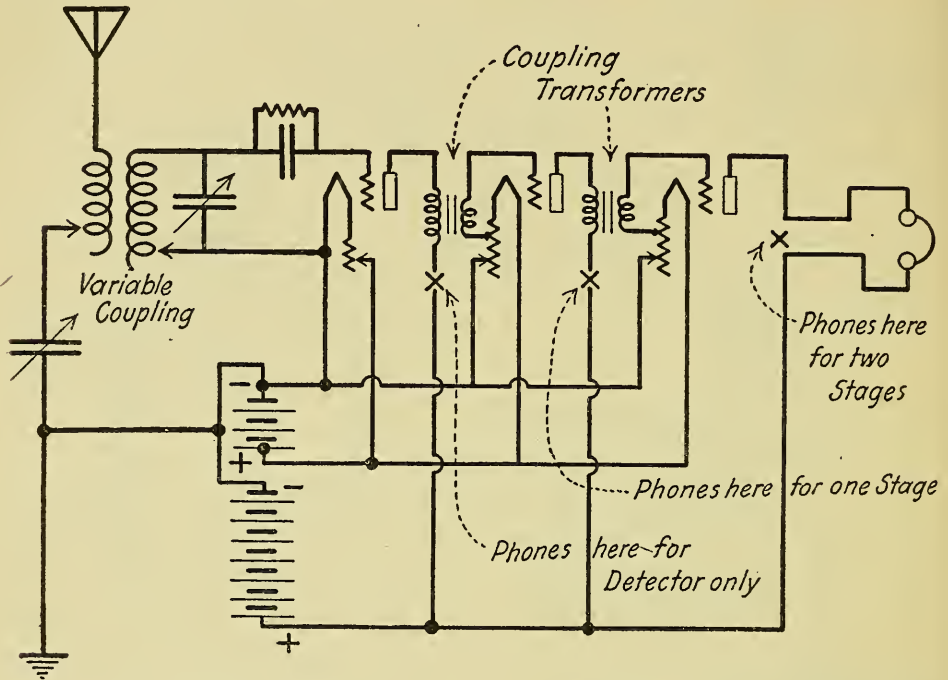 Coupling
Transformers
Variable
Coupling
Phones here
for two
Stages
−
+
−
Phones here for one Stage
Phones here for
Detector only
+